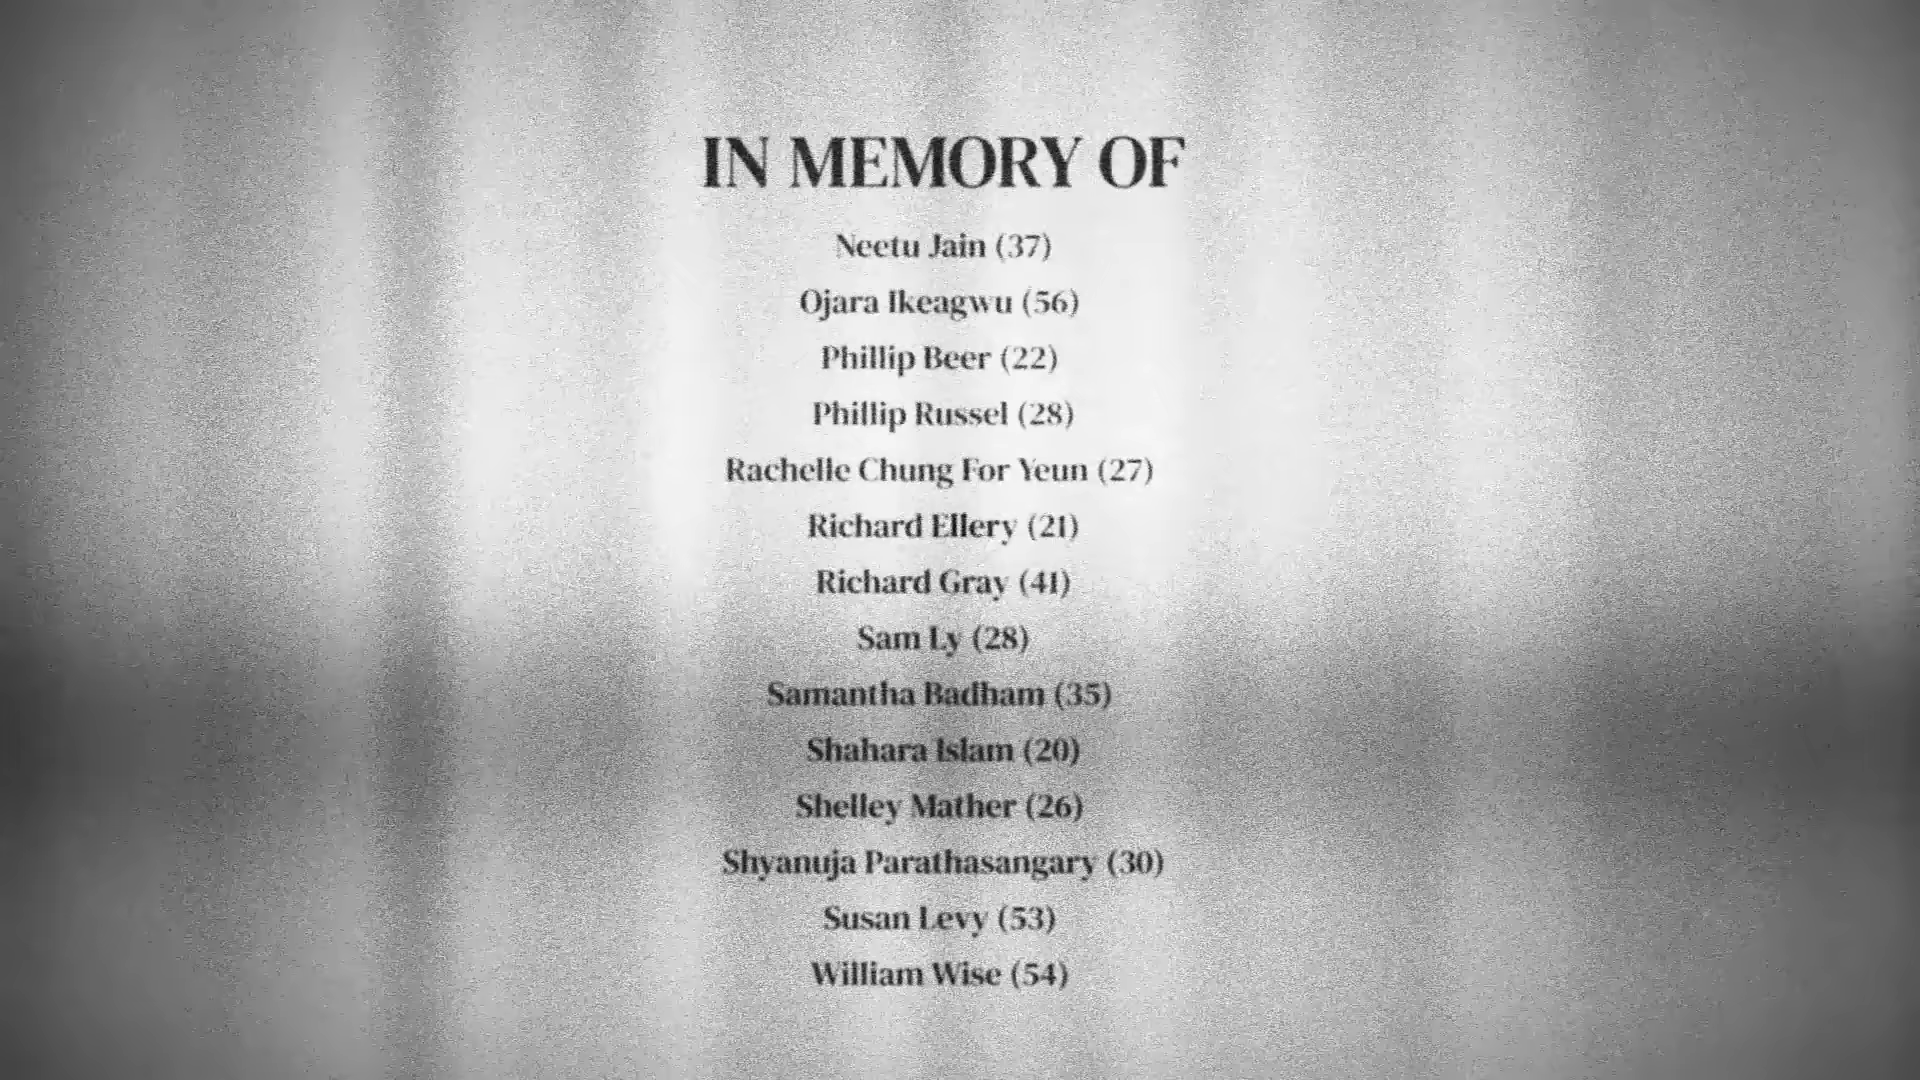 IN MEMORY OF
Neetu Jain (37)
Ojara Ikeagwu (56)
Phillip Beer (22)
Phillip Russel (28)
Rachelle Chung For Yeun (27)
Richard Ellery (21)
Richard Gray (41)
Sam Ly (28)
Samantha Badham (35)
Shahara Islam (20)
Shelley Mather (26)
Shyanuja Parathasangary (30)
Susan Levy (53)
William Wise (54)